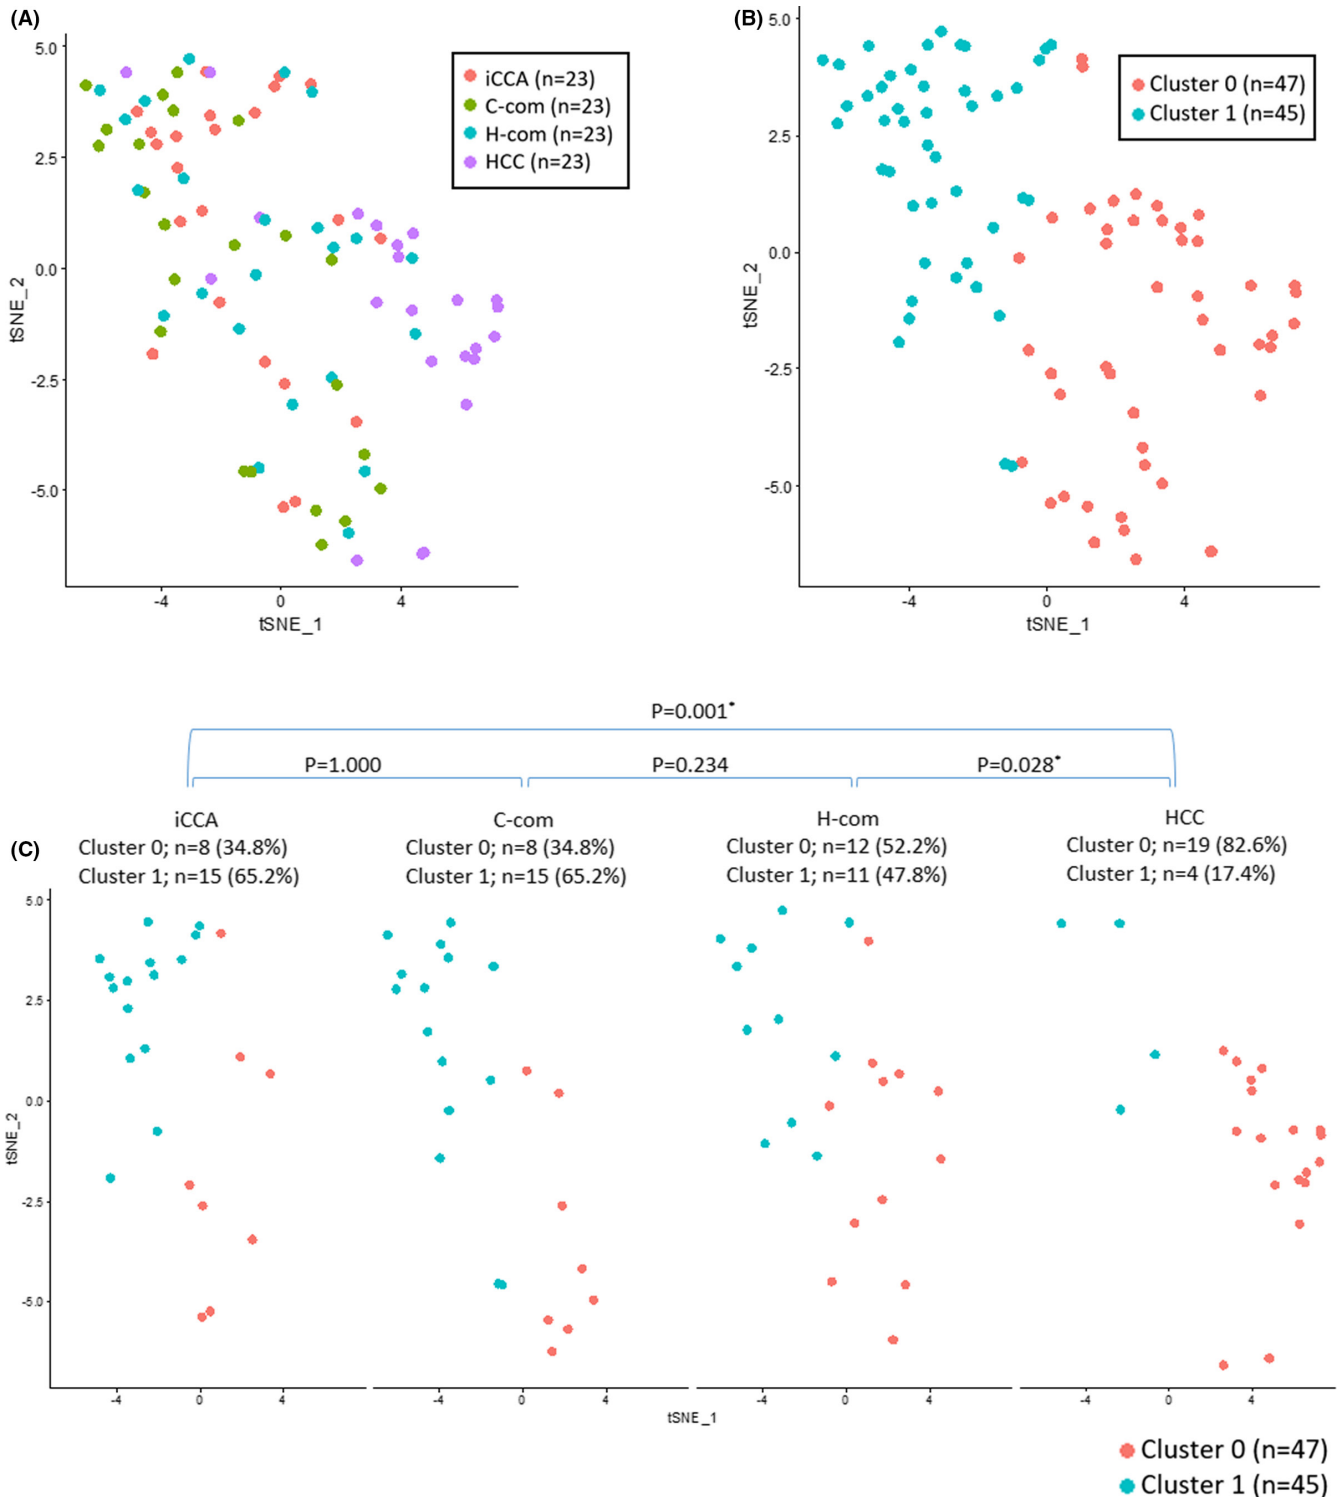 (A)
5.0
2.5
0.0
-2.5
-5.0
tSNE_2
-4 0 4
tSNE_1
iCCA (n=23)
C-com (n=23)
H-com (n=23)
HCC (n=23)
(B)
5.0
2.5
0.0
-2.5
-5.0
tSNE_2
-4 0 4
tSNE_1
Cluster 0 (n=47)
Cluster 1 (n=45)
P=0.001*
P=1.000 P=0.234 P=0.028*
(C)
iCCA
Cluster 0; n=8 (34.8%)
Cluster 1; n=15 (65.2%)
C-com
Cluster 0; n=8 (34.8%)
Cluster 1; n=15 (65.2%)
H-com
Cluster 0; n=12 (52.2%)
Cluster 1; n=11 (47.8%)
HCC
Cluster 0; n=19 (82.6%)
Cluster 1; n=4 (17.4%)
5.0
2.5
0.0
-2.5
-5.0
tSNE_2
-4 0 4 -4 0 4 -4 0 4 -4 0 4
tSNE_1
Cluster 0 (n=47)
Cluster 1 (n=45)